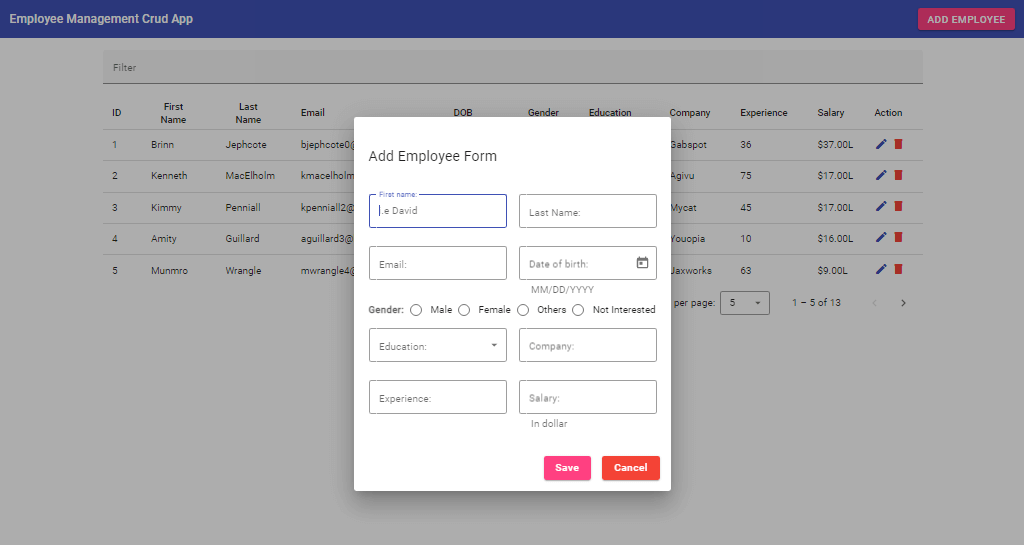 Employee Management Crud App ADD EMPLOYEE
Filter
ID First Name Last Name Email DOB Gender Education Company Experience Salary Action
1 Brinn Jephcote bjephcote0@ Gabspot 36 $37.00L
2 Kenneth MacElholm kmacelholm Agivu 75 $17.00L
3 Kimmy Penniall kpenniall2@ Mycat 45 $17.00L
4 Amity Guillard aguillard3@ Youopia 10 $16.00L
5 Munmro Wrangle mwrangle4@ Jaxworks 63 $9.00L
per page: 5 1 – 5 of 13
Add Employee Form
First name:
i.e David
Last Name:
Email:
Date of birth:
MM/DD/YYYY
Gender: Male Female Others Not Interested
Education:
Company:
Experience:
Salary:
In dollar
Save Cancel